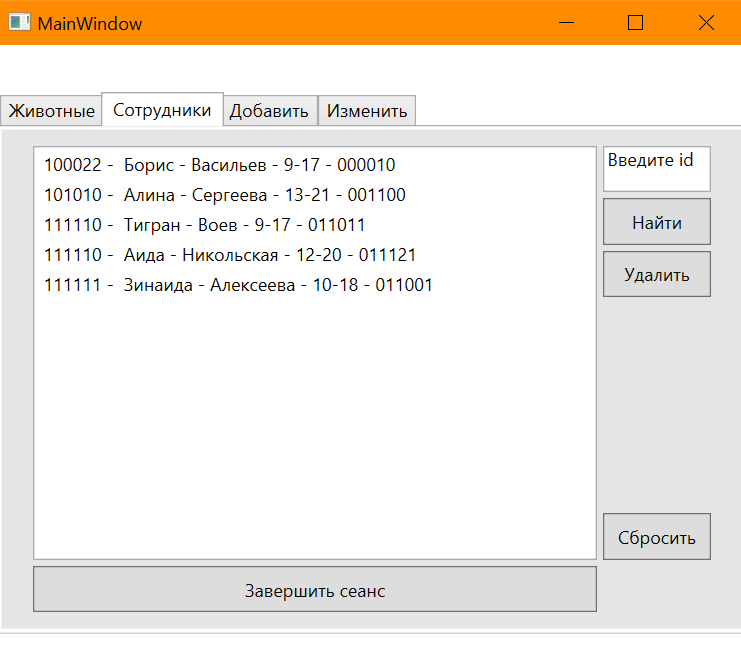 MainWindow
Животные Сотрудники Добавить Изменить
100022 - Борис - Васильев - 9-17 - 000010
101010 - Алина - Сергеева - 13-21 - 001100
111110 - Тигран - Воев - 9-17 - 011011
111110 - Аида - Никольская - 12-20 - 011121
111111 - Зинаида - Алексеева - 10-18 - 011001
Введите id
Найти
Удалить
Сбросить
Завершить сеанс